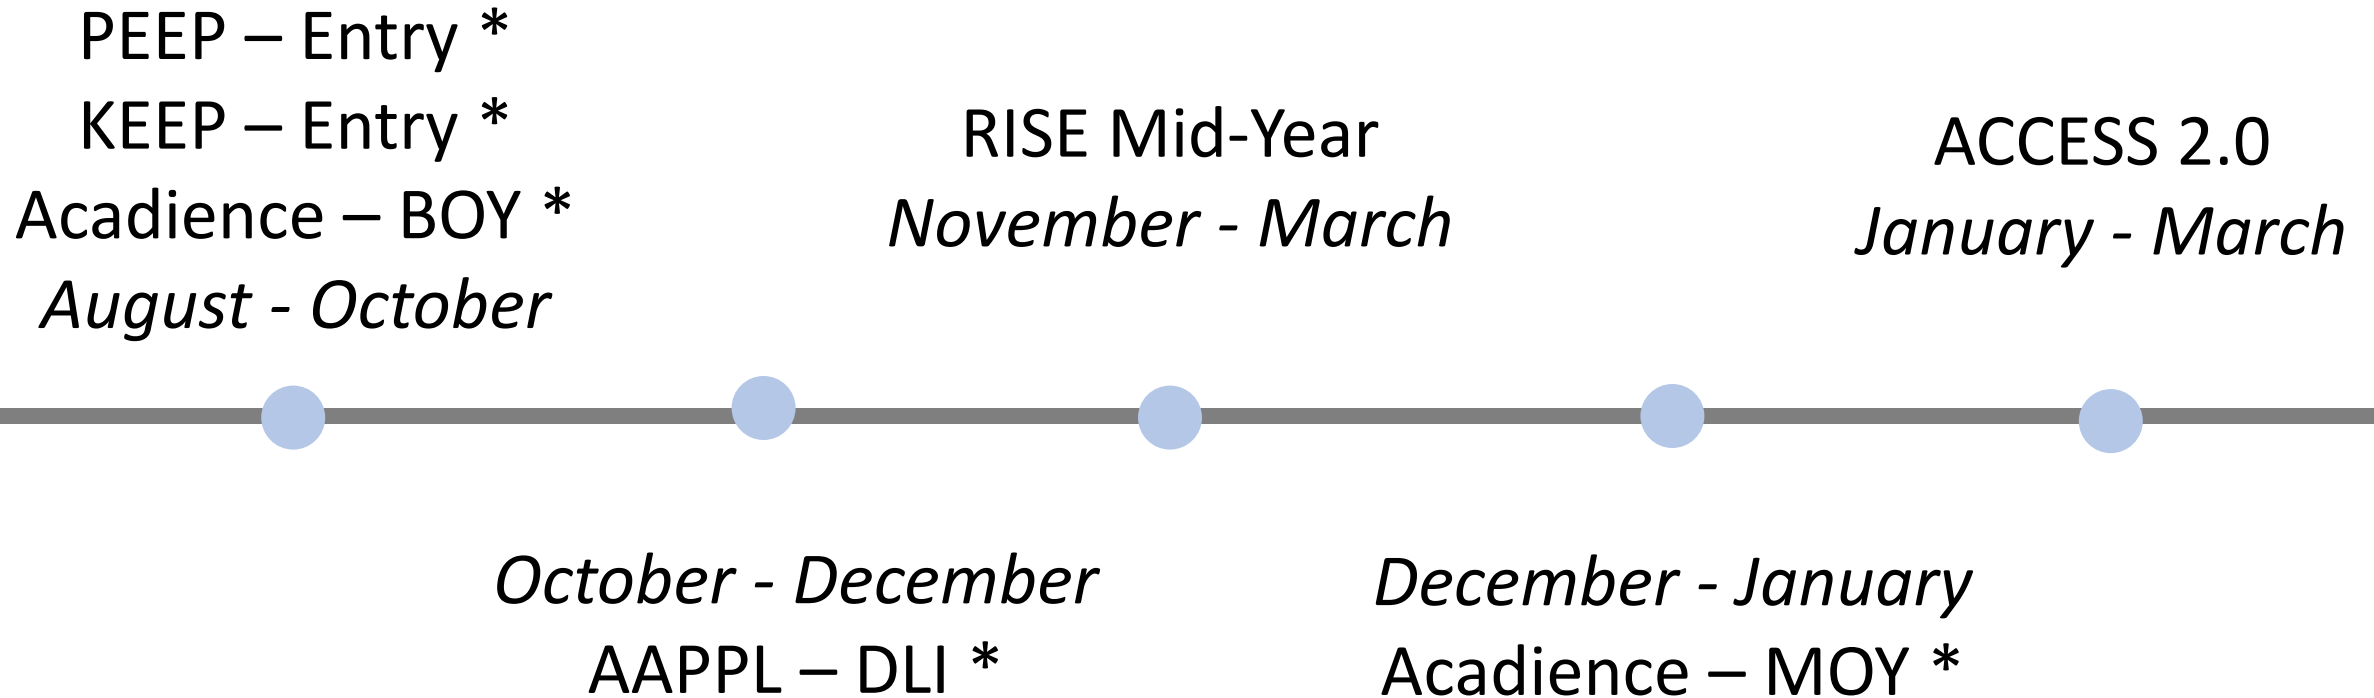 PEEP – Entry *
KEEP – Entry *
Acadience – BOY *
August - October
October - December
AAPPL – DLI *
RISE Mid-Year
November - March
December - January
Acadience – MOY *
ACCESS 2.0
January - March